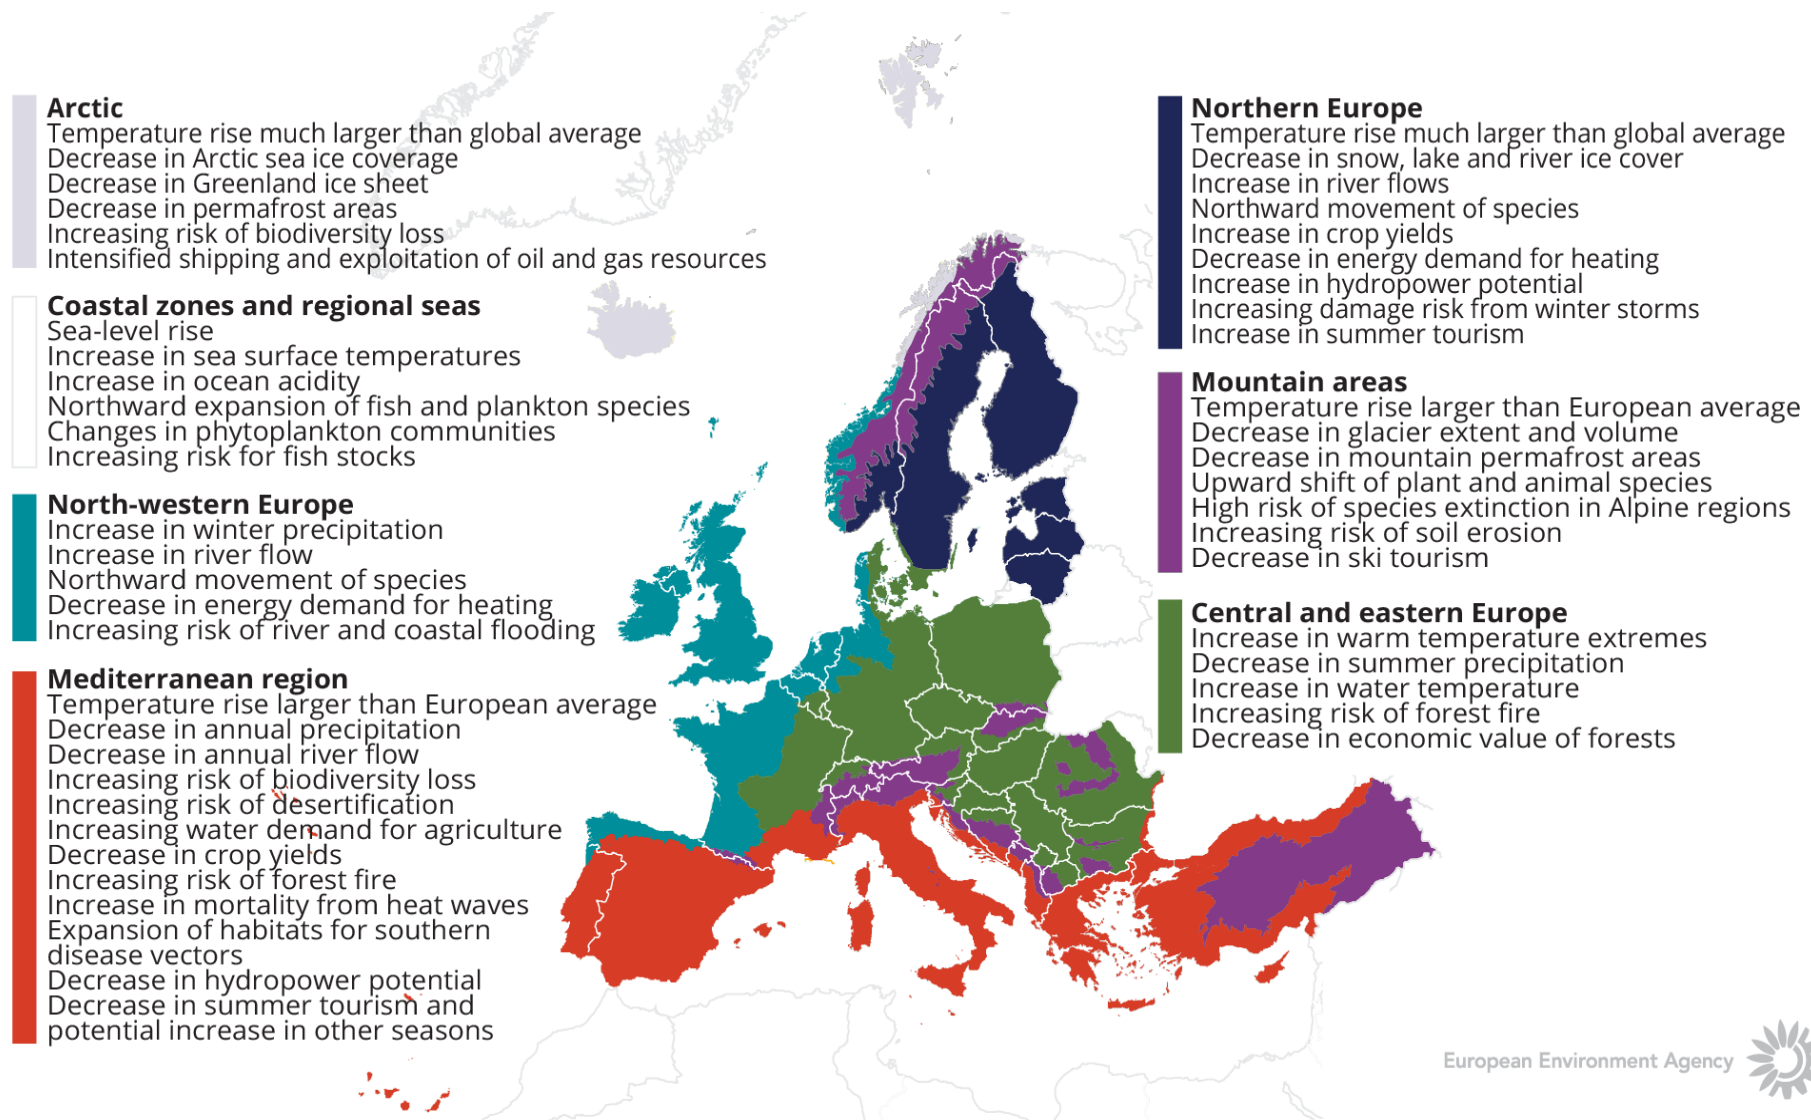 Arctic
Temperature rise much larger than global average
Decrease in Arctic sea ice coverage
Decrease in Greenland ice sheet
Decrease in permafrost areas
Increasing risk of biodiversity loss
Intensified shipping and exploitation of oil and gas resources
Coastal zones and regional seas
Sea-level rise
Increase in sea surface temperatures
Increase in ocean acidity
Northward expansion of fish and plankton species
Changes in phytoplankton communities
Increasing risk for fish stocks
North-western Europe
Increase in winter precipitation
Increase in river flow
Northward movement of species
Decrease in energy demand for heating
Increasing risk of river and coastal flooding
Mediterranean region
Temperature rise larger than European average
Decrease in annual precipitation
Decrease in annual river flow
Increasing risk of biodiversity loss
Increasing risk of desertification
Increasing water demand for agriculture
Decrease in crop yields
Increasing risk of forest fire
Increase in mortality from heat waves
Expansion of habitats for southern
disease vectors
Decrease in hydropower potential
Decrease in summer tourism and
potential increase in other seasons
Northern Europe
Temperature rise much larger than global average
Decrease in snow, lake and river ice cover
Increase in river flows
Northward movement of species
Increase in crop yields
Decrease in energy demand for heating
Increase in hydropower potential
Increasing damage risk from winter storms
Increase in summer tourism
Mountain areas
Temperature rise larger than European average
Decrease in glacier extent and volume
Decrease in mountain permafrost areas
Upward shift of plant and animal species
High risk of species extinction in Alpine regions
Increasing risk of soil erosion
Decrease in ski tourism
Central and eastern Europe
Increase in warm temperature extremes
Decrease in summer precipitation
Increase in water temperature
Increasing risk of forest fire
Decrease in economic value of forests
European Environment Agency